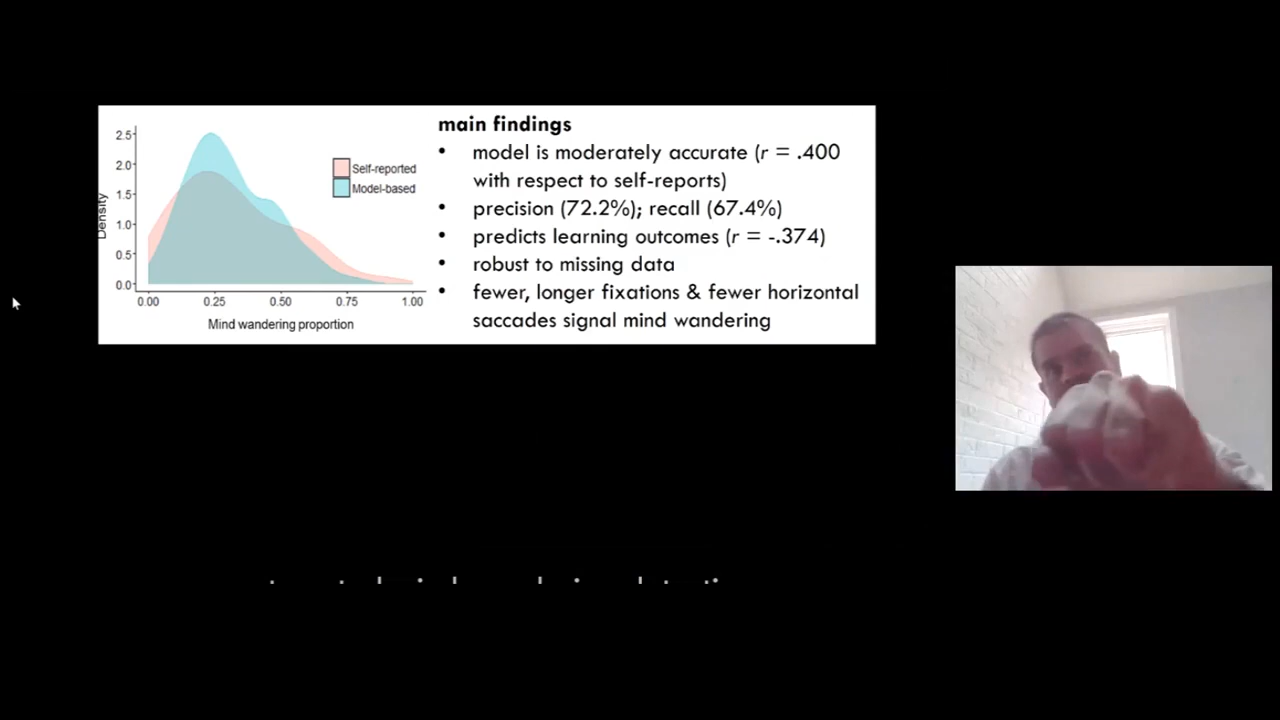 2.5
2.0
1.5
1.0
0.5
0.0
Density
0.00 0.25 0.50 0.75 1.00
Mind wandering proportion
Self-reported
Model-based
main findings
• model is moderately accurate (r = .400
with respect to self-reports)
• precision (72.2%); recall (67.4%)
• predicts learning outcomes (r = -.374)
• robust to missing data
• fewer, longer fixations & fewer horizontal
saccades signal mind wandering